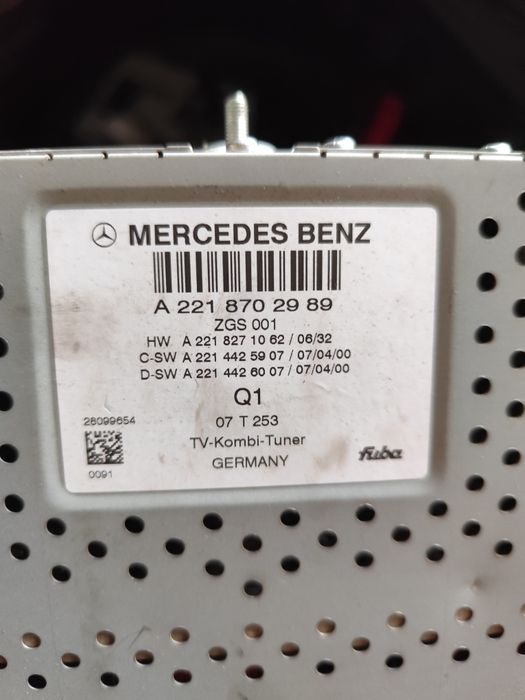 MERCEDES BENZ
A 221 870 29 89
ZGS 001
HW A 221 827 10 62 / 06/32
C-SW A 221 442 59 07 / 07/04/00
D-SW A 221 442 60 07 / 07/04/00
Q1
28099654
07 T 253
TV-Kombi-Tuner
0091
GERMANY
fuba